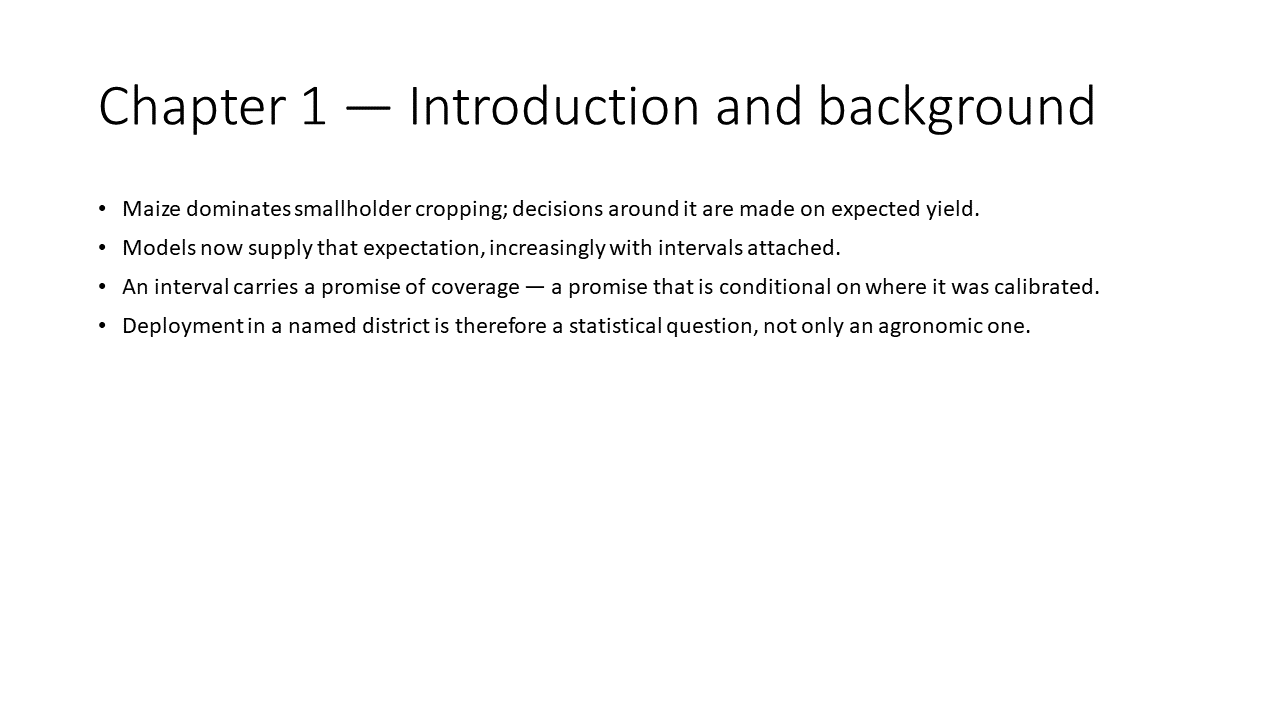 Chapter 1 — Introduction and background
• Maize dominates smallholder cropping; decisions around it are made on expected yield.
• Models now supply that expectation, increasingly with intervals attached.
• An interval carries a promise of coverage — a promise that is conditional on where it was calibrated.
• Deployment in a named district is therefore a statistical question, not only an agronomic one.